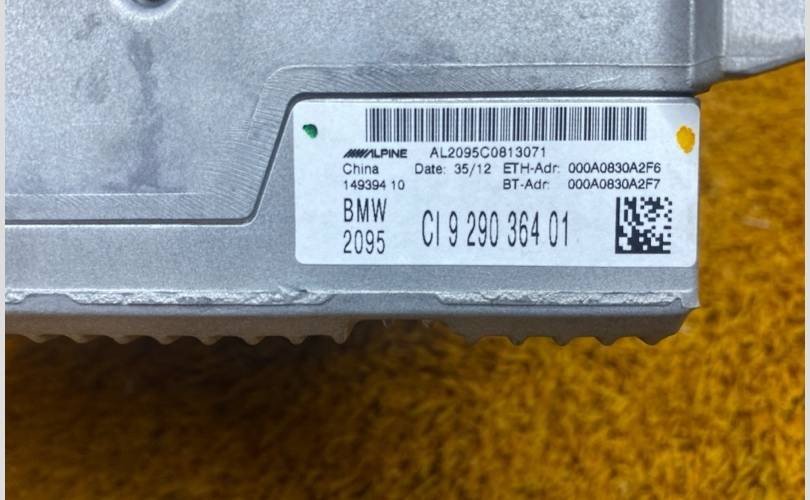 ALPINE AL2095C0813071
China Date: 35/12 ETH-Adr: 000A0830A2F6
149394 10 BT-Adr: 000A0830A2F7
BMW
2095 CI 9 290 364 01